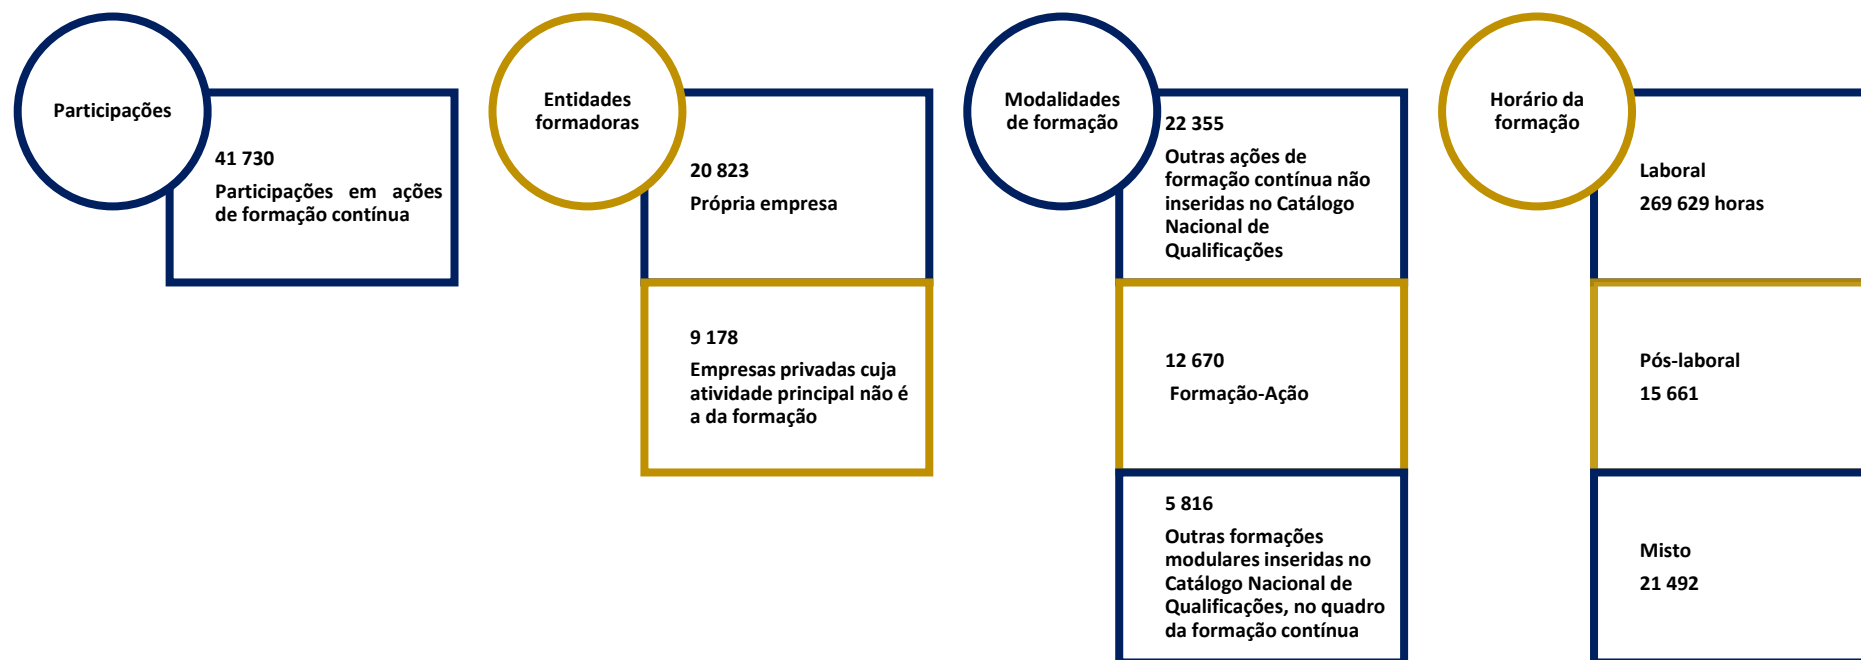 Participações
41 730
Participações em ações
de formação contínua
Entidades
formadoras
20 823
Própria empresa
9 178
Empresas privadas cuja
atividade principal não é
a da formação
Modalidades
de formação
22 355
Outras ações de
formação contínua não
inseridas no Catálogo
Nacional de
Qualificações
12 670
Formação-Ação
5 816
Outras formações
modulares inseridas no
Catálogo Nacional de
Qualificações, no quadro
da formação contínua
Horário da
formação
Laboral
269 629 horas
Pós-laboral
15 661
Misto
21 492